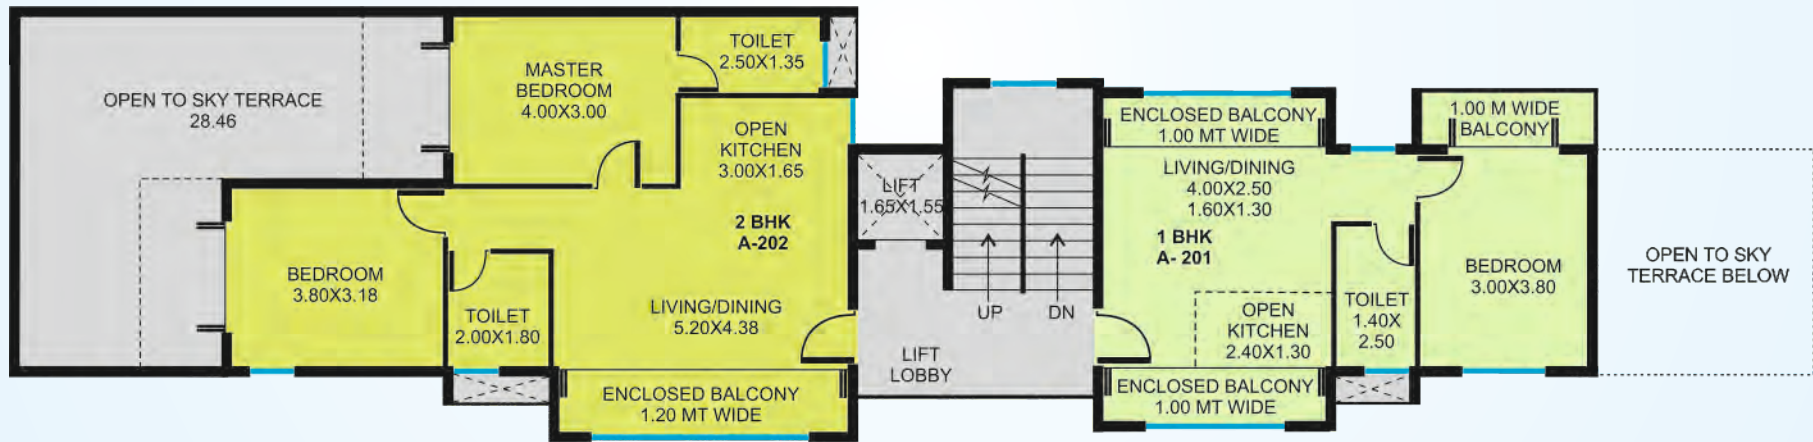 OPEN TO SKY TERRACE
28.46
MASTER
BEDROOM
4.00X3.00
TOILET
2.50X1.35
OPEN
KITCHEN
3.00X1.65
2 BHK
A-202
BEDROOM
3.80X3.18
TOILET
2.00X1.80
LIVING/DINING
5.20X4.38
ENCLOSED BALCONY
1.20 MT WIDE
LIFT
1.65X1.55
UP
DN
LIFT
LOBBY
ENCLOSED BALCONY
1.00 MT WIDE
LIVING/DINING
4.00X2.50
1.60X1.30
1 BHK
A- 201
OPEN
KITCHEN
2.40X1.30
ENCLOSED BALCONY
1.00 MT WIDE
TOILET
1.40X
2.50
1.00 M WIDE
BALCONY
BEDROOM
3.00X3.80
OPEN TO SKY
TERRACE BELOW